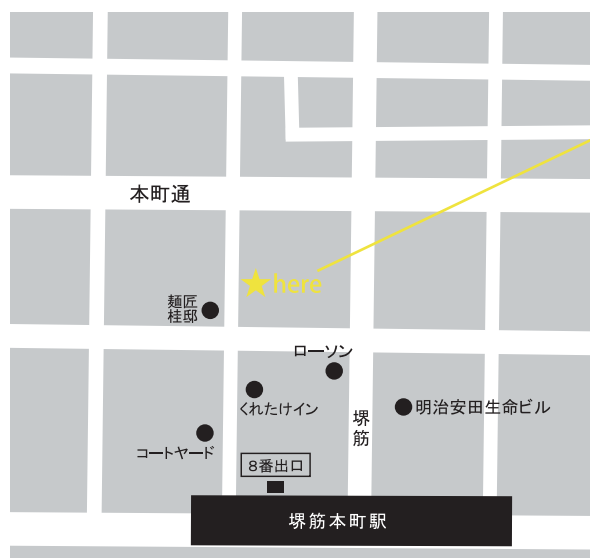 本町通
here
麺匠
桂邸
ローソン
くれたけイン
堺
筋
明治安田生命ビル
コートヤード
8番出口
堺筋本町駅